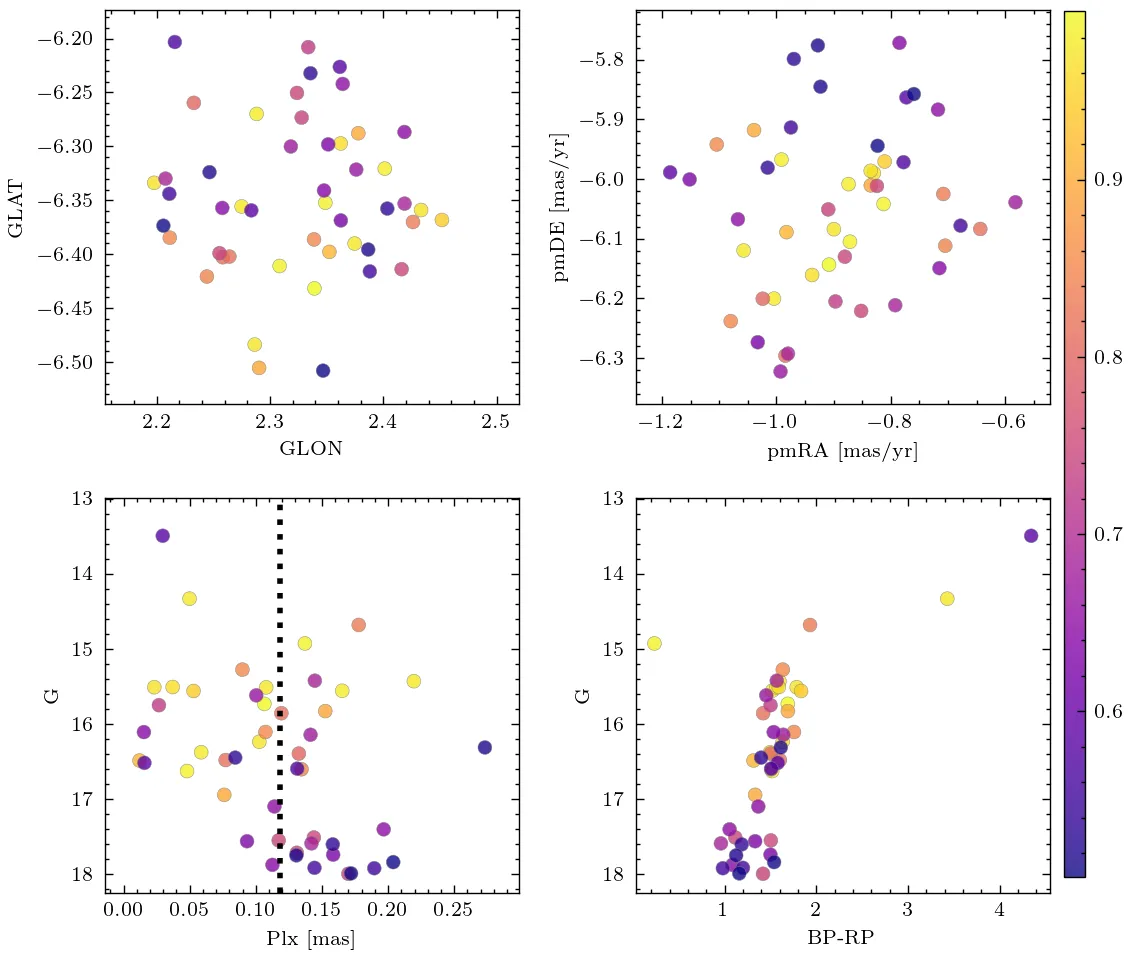 −6.20
−6.25
−6.30
−6.35
−6.40
−6.45
−6.50
GLAT
2.2 2.3 2.4 2.5
GLON
−5.8
−5.9
−6.0
−6.1
−6.2
−6.3
pmDE [mas/yr]
−1.2 −1.0 −0.8 −0.6
pmRA [mas/yr]
0.9
0.8
0.7
0.6
13
14
15
16
17
18
G
0.00 0.05 0.10 0.15 0.20 0.25
Plx [mas]
13
14
15
16
17
18
G
1 2 3 4
BP-RP